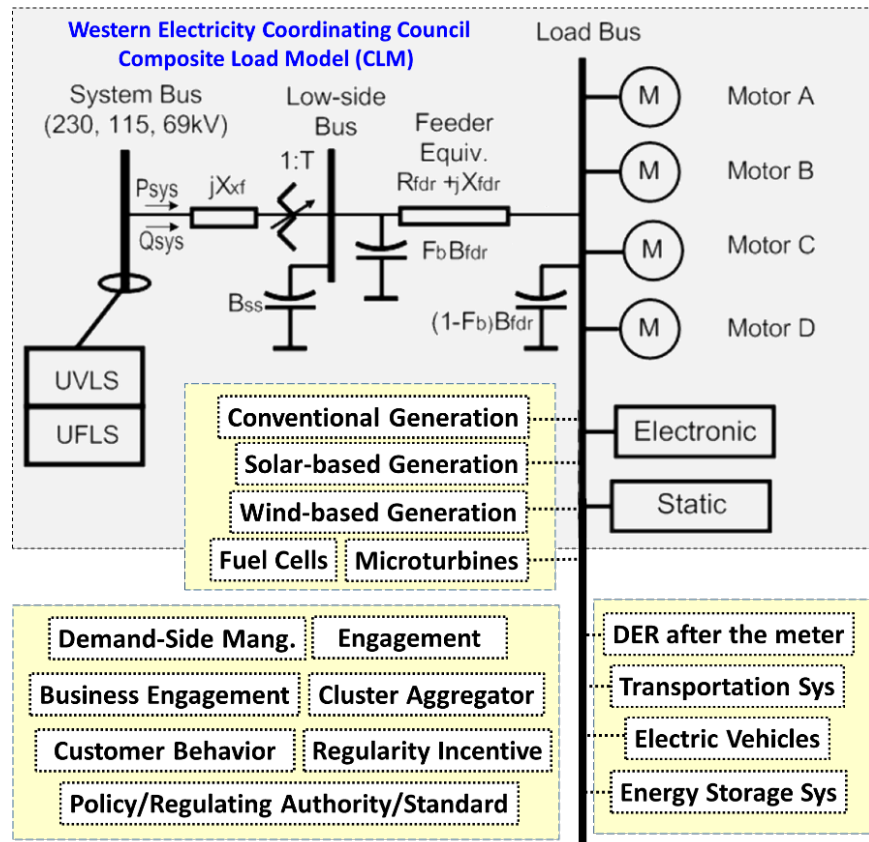 Western Electricity Coordinating Council
Composite Load Model (CLM)
Load Bus
System Bus
(230, 115, 69kV)
Low-side
Bus
Feeder
Equiv.
Rfdr +jXfdr
1:T
jXxf
Psys
Qsys
Bss
FbBfdr
(1-Fb)Bfdr
M
Motor A
M
Motor B
M
Motor C
M
Motor D
UVLS
UFLS
Electronic
Static
Conventional Generation
Solar-based Generation
Wind-based Generation
Fuel Cells
Microturbines
Demand-Side Mang.
Engagement
Business Engagement
Cluster Aggregator
Customer Behavior
Regularity Incentive
Policy/Regulating Authority/Standard
DER after the meter
Transportation Sys
Electric Vehicles
Energy Storage Sys